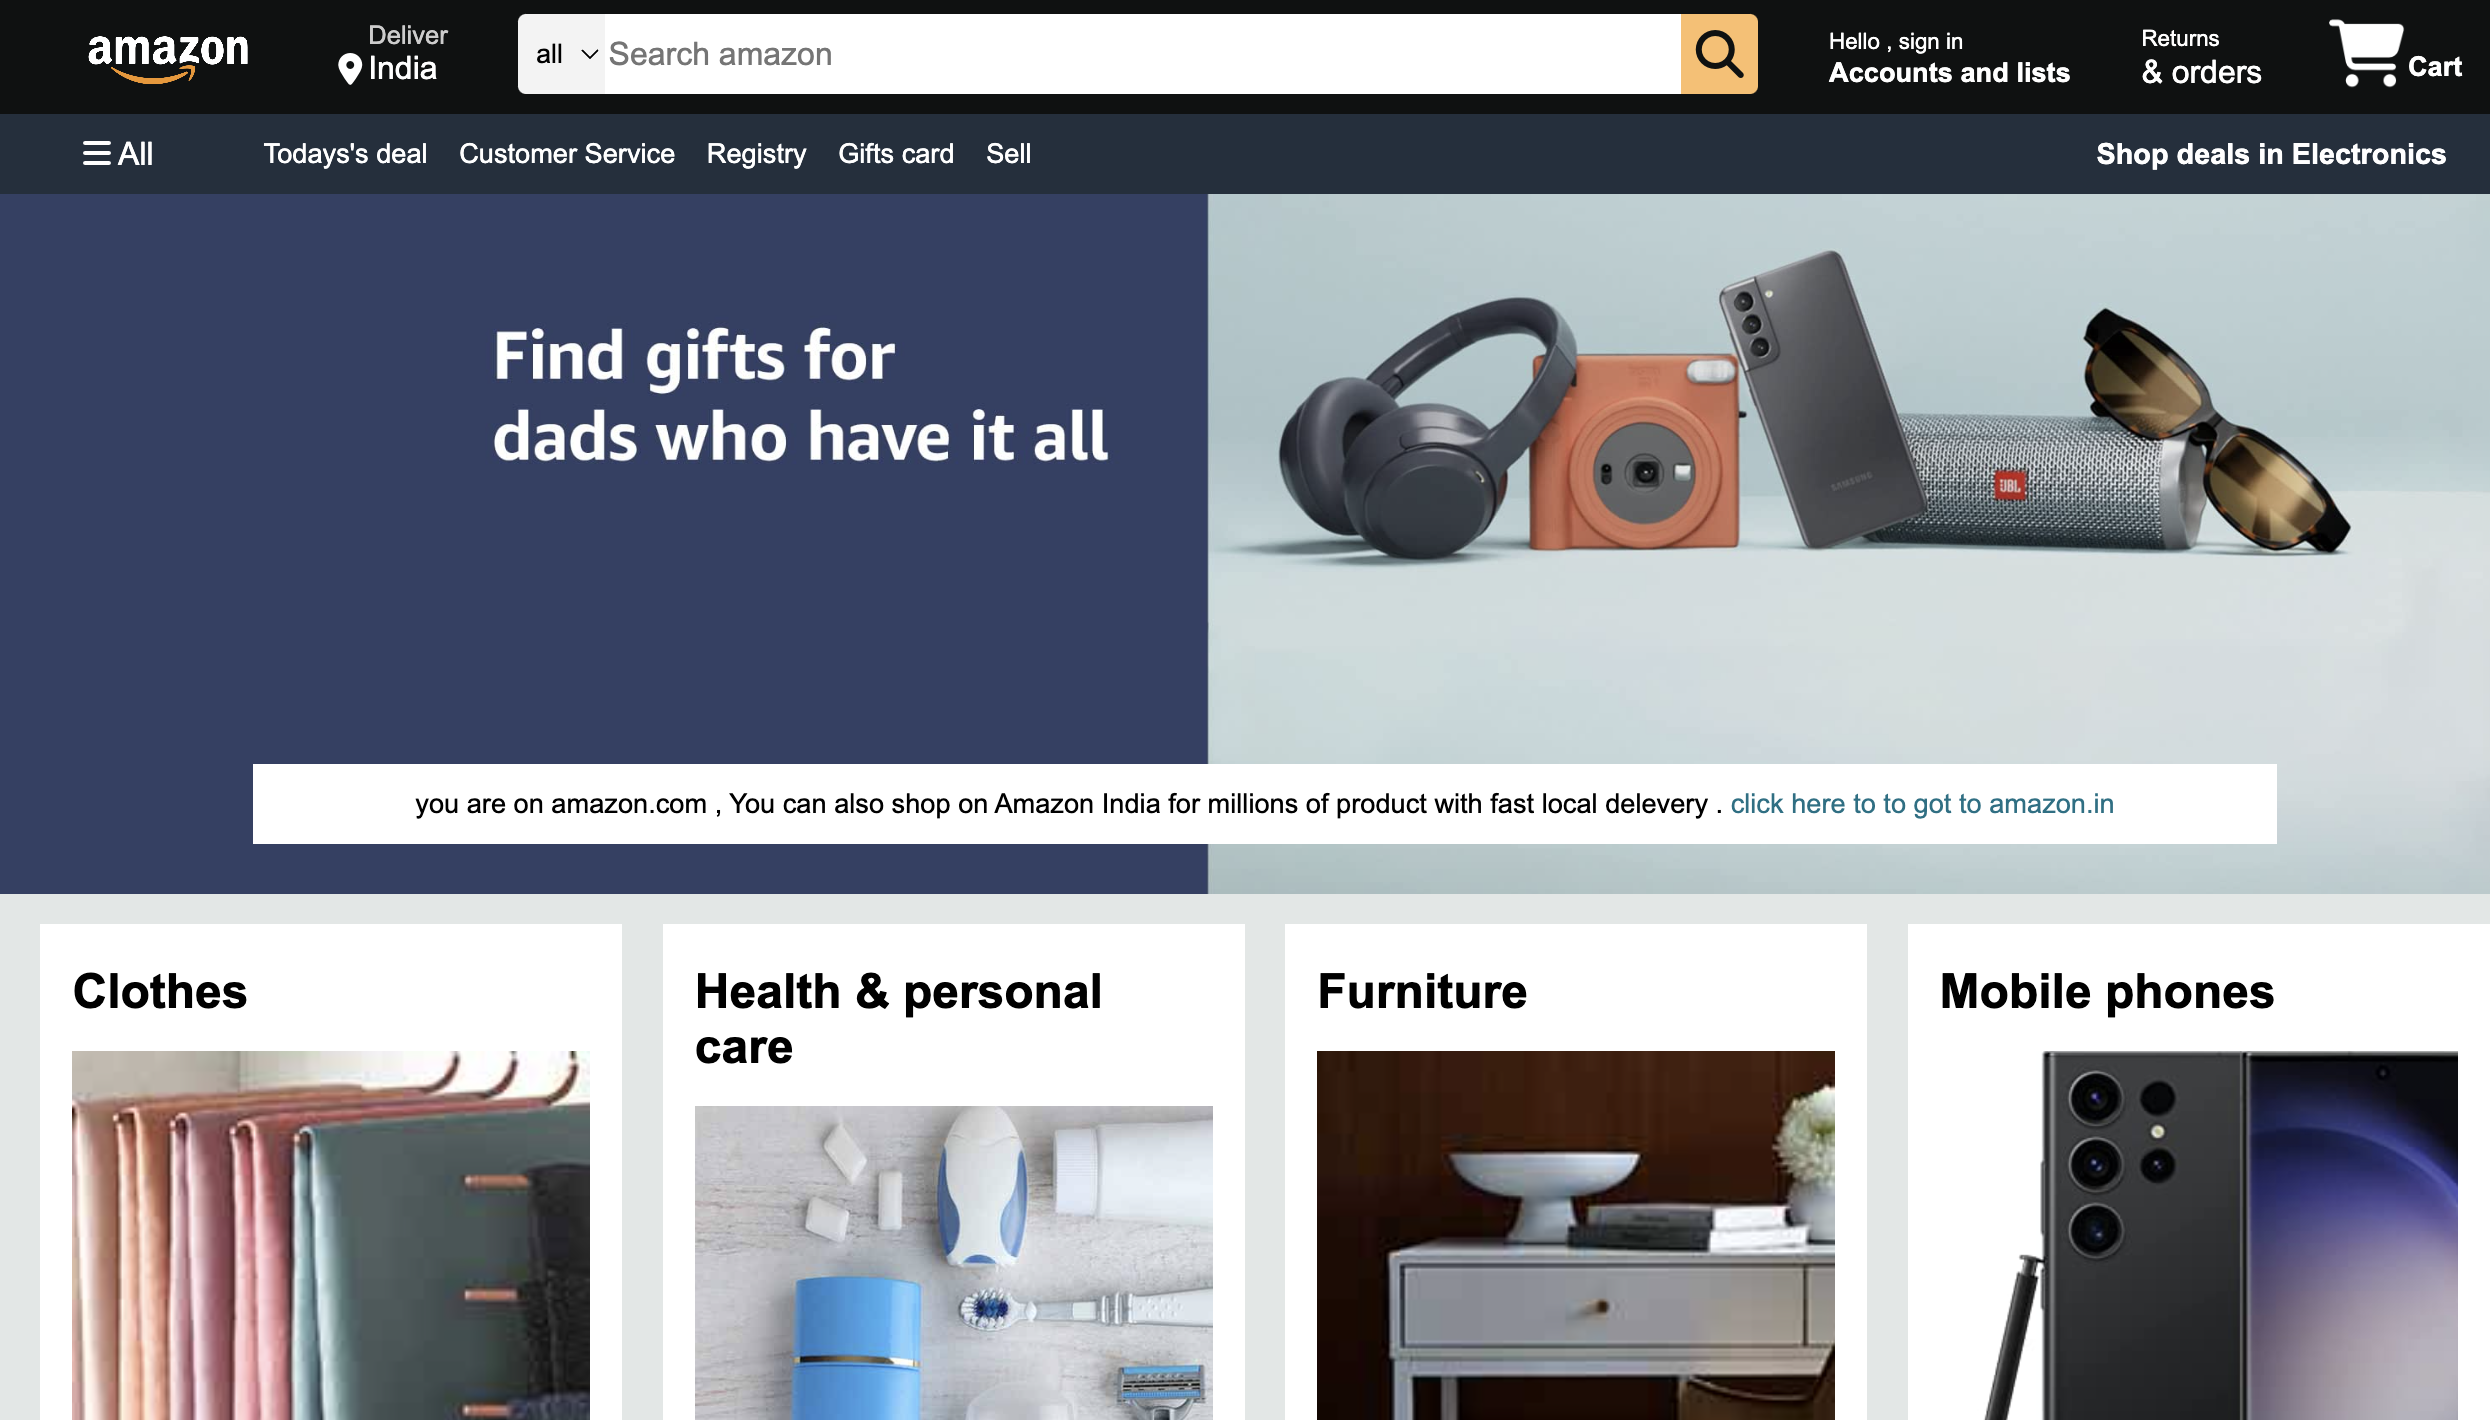 amazon
Deliver
India
all
Search amazon
Hello , sign in
Accounts and lists
Returns
& orders
Cart
All
Todays's deal
Customer Service
Registry
Gifts card
Sell
Shop deals in Electronics
Find gifts for
dads who have it all
SAMSUNG
JBL
you are on amazon.com , You can also shop on Amazon India for millions of product with fast local delevery . click here to to got to amazon.in
Clothes
Health & personal
care
Furniture
Mobile phones